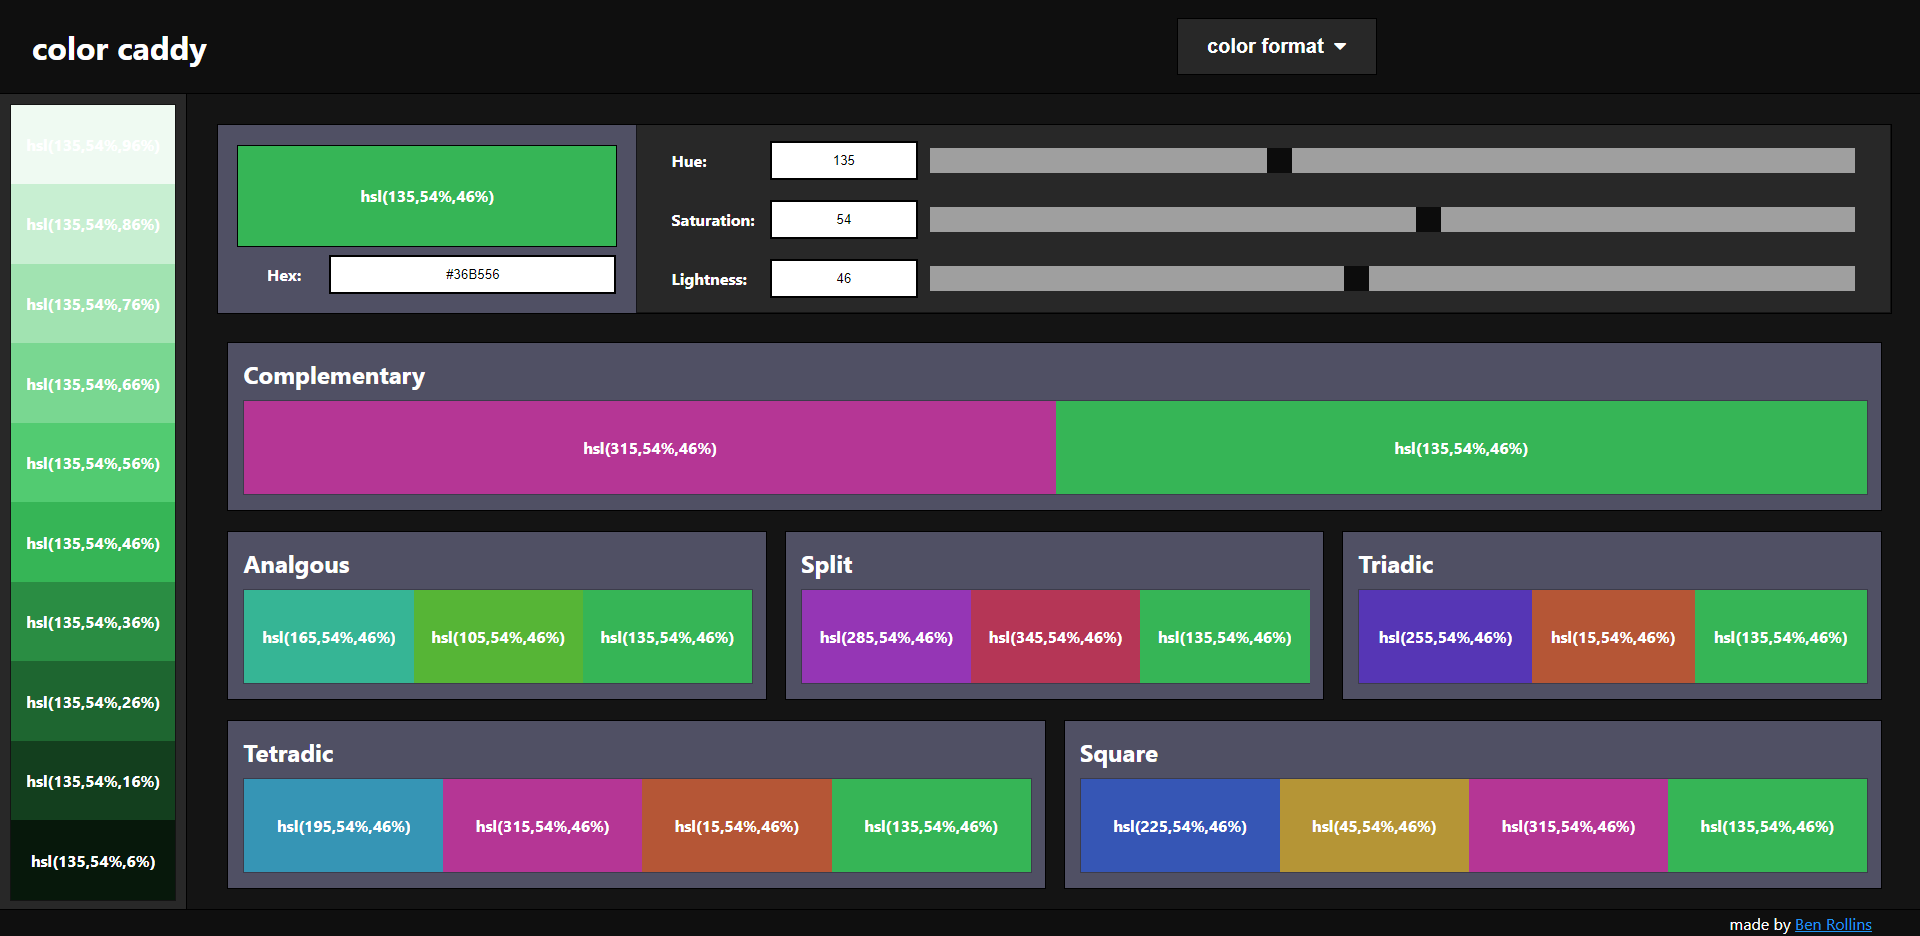 color caddy
color format
hsl(135,54%,96%)
hsl(135,54%,86%)
hsl(135,54%,76%)
hsl(135,54%,66%)
hsl(135,54%,56%)
hsl(135,54%,46%)
hsl(135,54%,36%)
hsl(135,54%,26%)
hsl(135,54%,16%)
hsl(135,54%,6%)
hsl(135,54%,46%)
Hex: #36B556
Hue: 135
Saturation: 54
Lightness: 46
Complementary
hsl(315,54%,46%) hsl(135,54%,46%)
Analgous
hsl(165,54%,46%) hsl(105,54%,46%) hsl(135,54%,46%)
Split
hsl(285,54%,46%) hsl(345,54%,46%) hsl(135,54%,46%)
Triadic
hsl(255,54%,46%) hsl(15,54%,46%) hsl(135,54%,46%)
Tetradic
hsl(195,54%,46%) hsl(315,54%,46%) hsl(15,54%,46%) hsl(135,54%,46%)
Square
hsl(225,54%,46%) hsl(45,54%,46%) hsl(315,54%,46%) hsl(135,54%,46%)
made by Ben Rollins